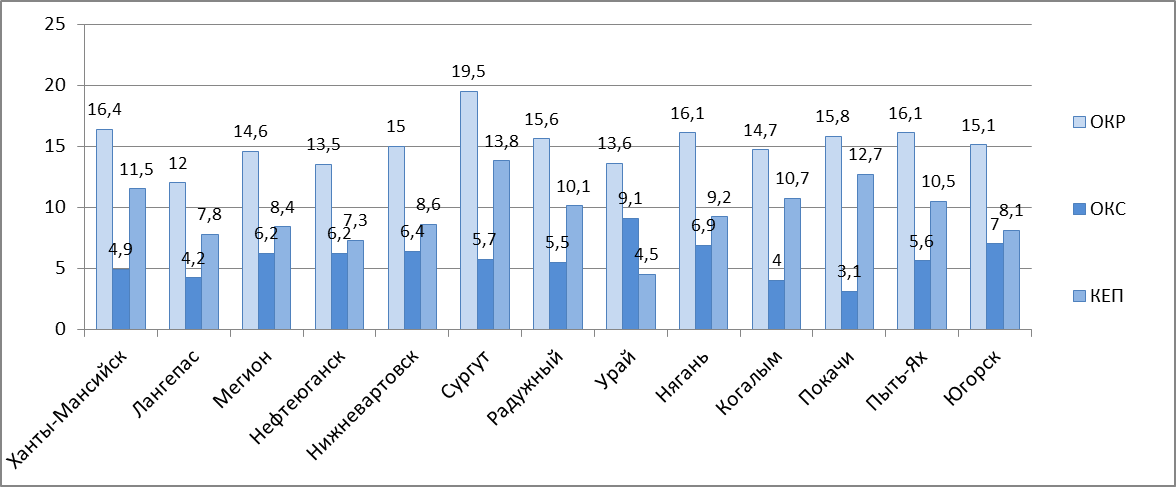 25
20
15
10
5
0
16,4
4,9
11,5
12
4,2
7,8
14,6
6,2
8,4
13,5
6,2
7,3
15
6,4
8,6
19,5
5,7
13,8
15,6
5,5
10,1
13,6
9,1
4,5
16,1
6,9
9,2
14,7
4
10,7
15,8
3,1
12,7
16,1
5,6
10,5
15,1
7
8,1
Ханты-Мансийск
Лангепас
Мегион
Нефтеюганск
Нижневартовск
Сургут
Радужный
Урай
Нягань
Когалым
Покачи
Пыть-Ях
Югорск
ОКР
ОКС
КЕП